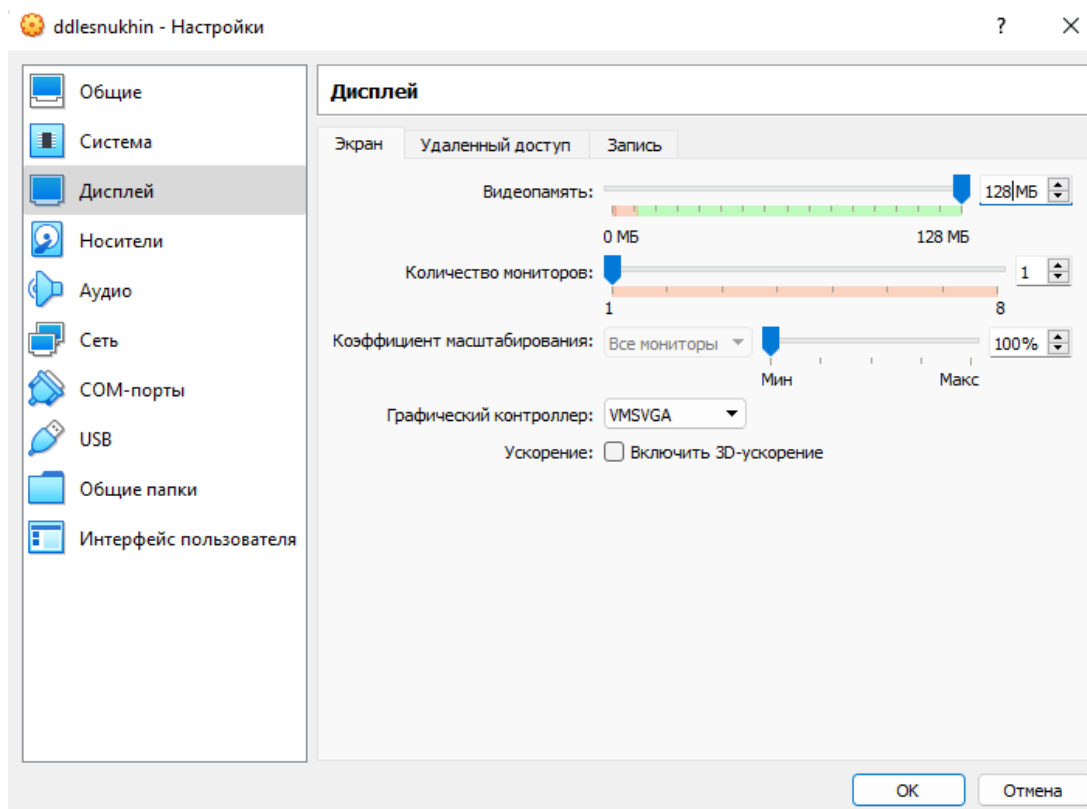 ddlesnukhin - Настройки ? ×
Общие
Система
Дисплей
Носители
Аудио
Сеть
COM-порты
USB
Общие папки
Интерфейс пользователя
Дисплей
Экран Удаленный доступ Запись
Видеопамять: 128 МБ
0 МБ 128 МБ
Количество мониторов: 1
1 8
Коэффициент масштабирования: Все мониторы 100%
Мин Макс
Графический контроллер: VMSVGA
Ускорение: Включить 3D-ускорение
OK Отмена